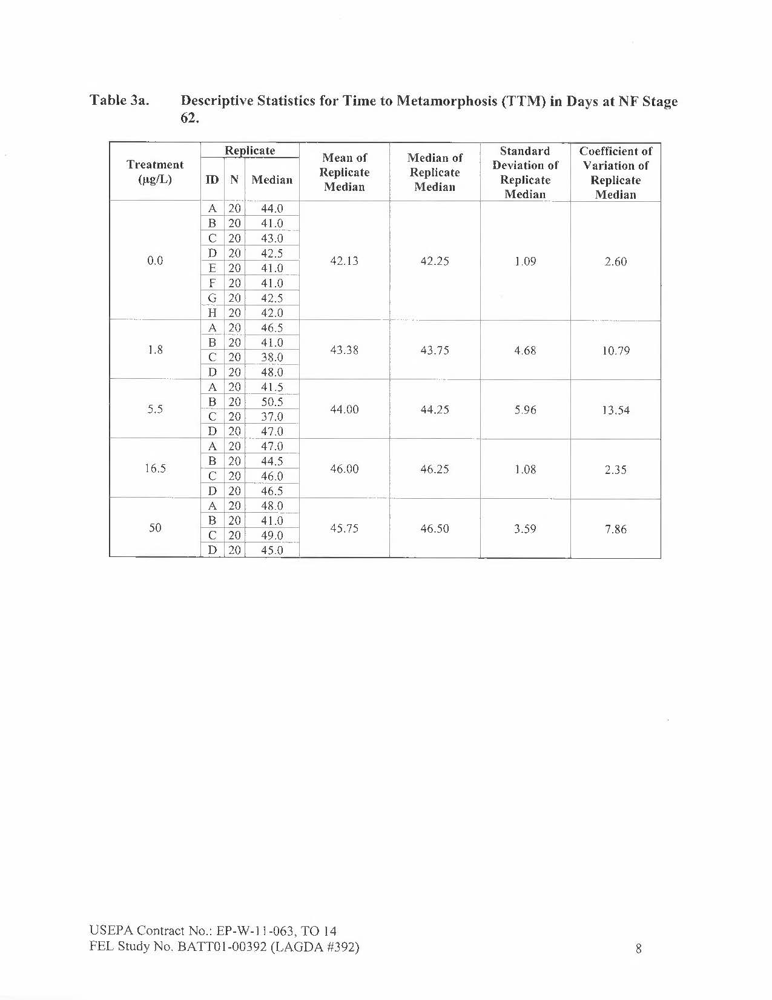 Table 3a. Descriptive Statistics for Time to Metamorphosis (TTM) in Days at NF Stage
62.
Treatment (µg/L) Replicate Mean of Replicate Median Median of Replicate Median Standard Deviation of Replicate Median Coefficient of Variation of Replicate Median
ID N Median
A 20 44.0
B 20 41.0
C 20 43.0
D 20 42.5
0.0 42.13 42.25 1.09 2.60
E 20 41.0
F 20 41.0
G 20 42.5
H 20 42.0
A 20 46.5
B 20 41.0
1.8 43.38 43.75 4.68 10.79
C 20 38.0
D 20 48.0
A 20 41.5
B 20 50.5
5.5 44.00 44.25 5.96 13.54
C 20 37.0
D 20 47.0
A 20 47.0
B 20 44.5
16.5 46.00 46.25 1.08 2.35
C 20 46.0
D 20 46.5
A 20 48.0
B 20 41.0
50 45.75 46.50 3.59 7.86
C 20 49.0
D 20 45.0
USEPA Contract No.: EP-W-11-063, TO 14
FEL Study No. BATT01-00392 (LAGDA #392) 8